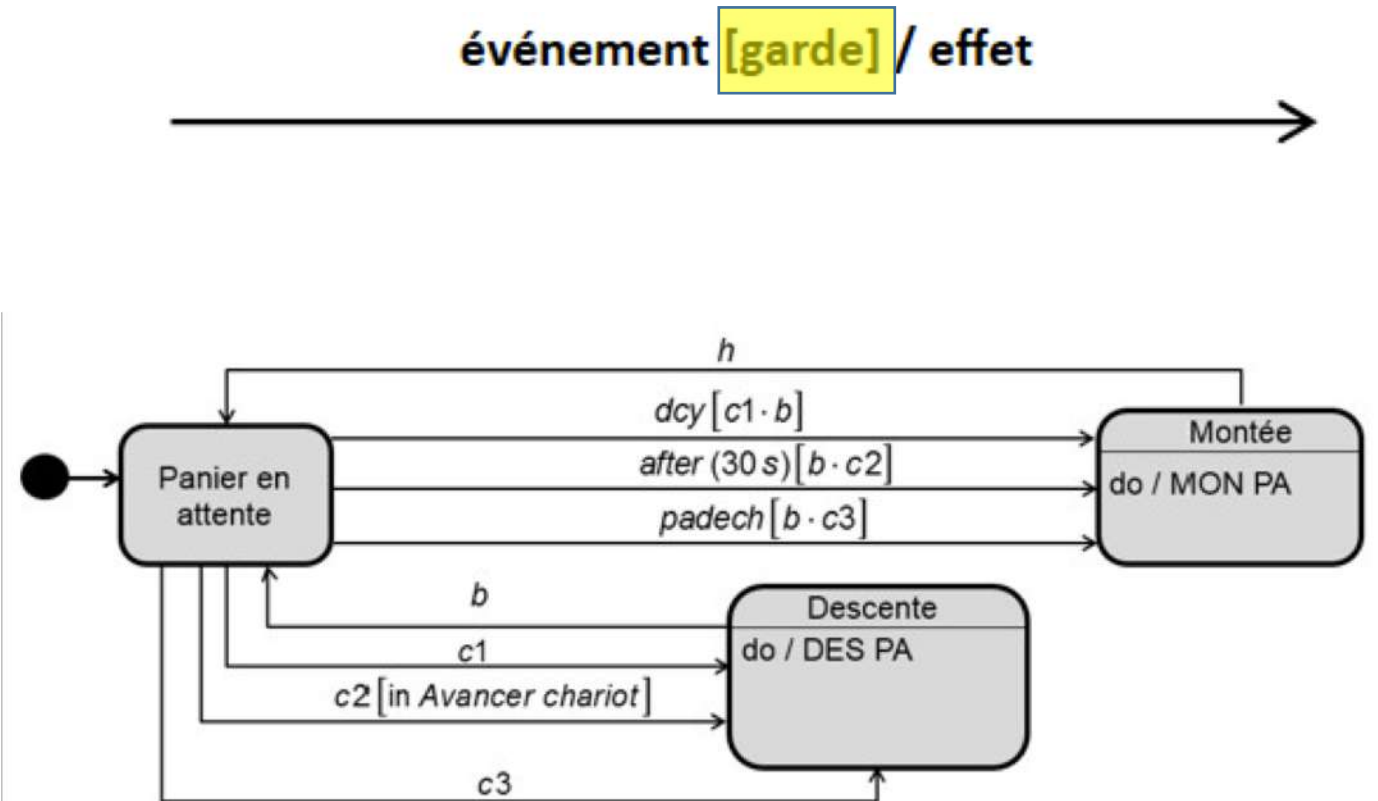 événement [garde] / effet
h
dcy [c1 · b]
after (30 s) [b · c2]
padech [b · c3]
Panier en
attente
Montée
do / MON PA
b
c1
c2 [in Avancer chariot]
c3
Descente
do / DES PA